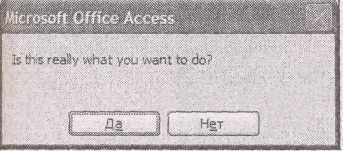 Microsoft Office Access
Is this really what you want to do?
Да
Нет